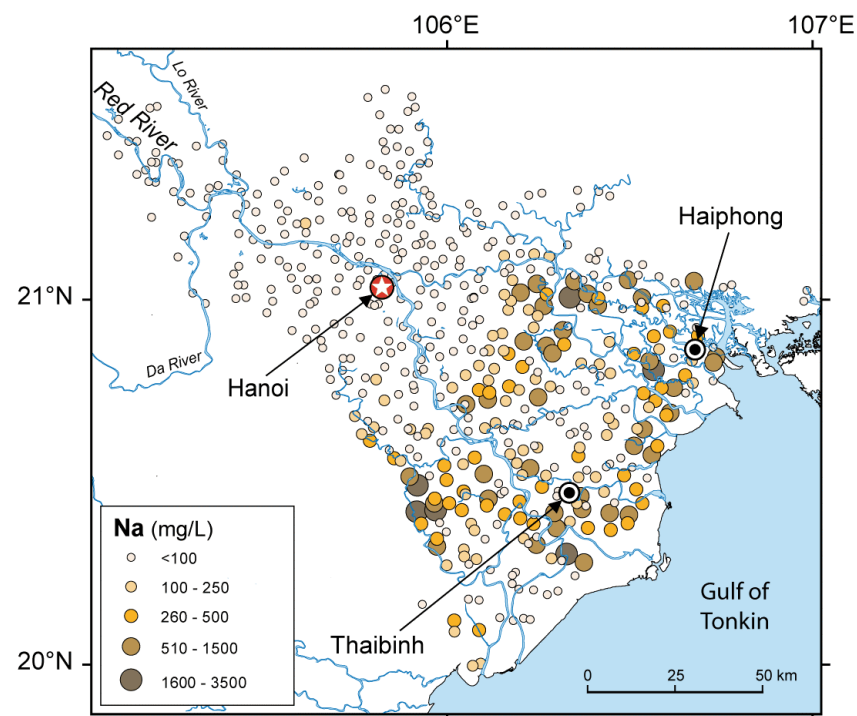 106°E
107°E
Lo River
Red River
Haiphong
21°N
Da River
Hanoi
Na (mg/L)
<100
100 - 250
260 - 500
510 - 1500
1600 - 3500
Gulf of
Tonkin
Thaibinh
20°N
0 25 50 km